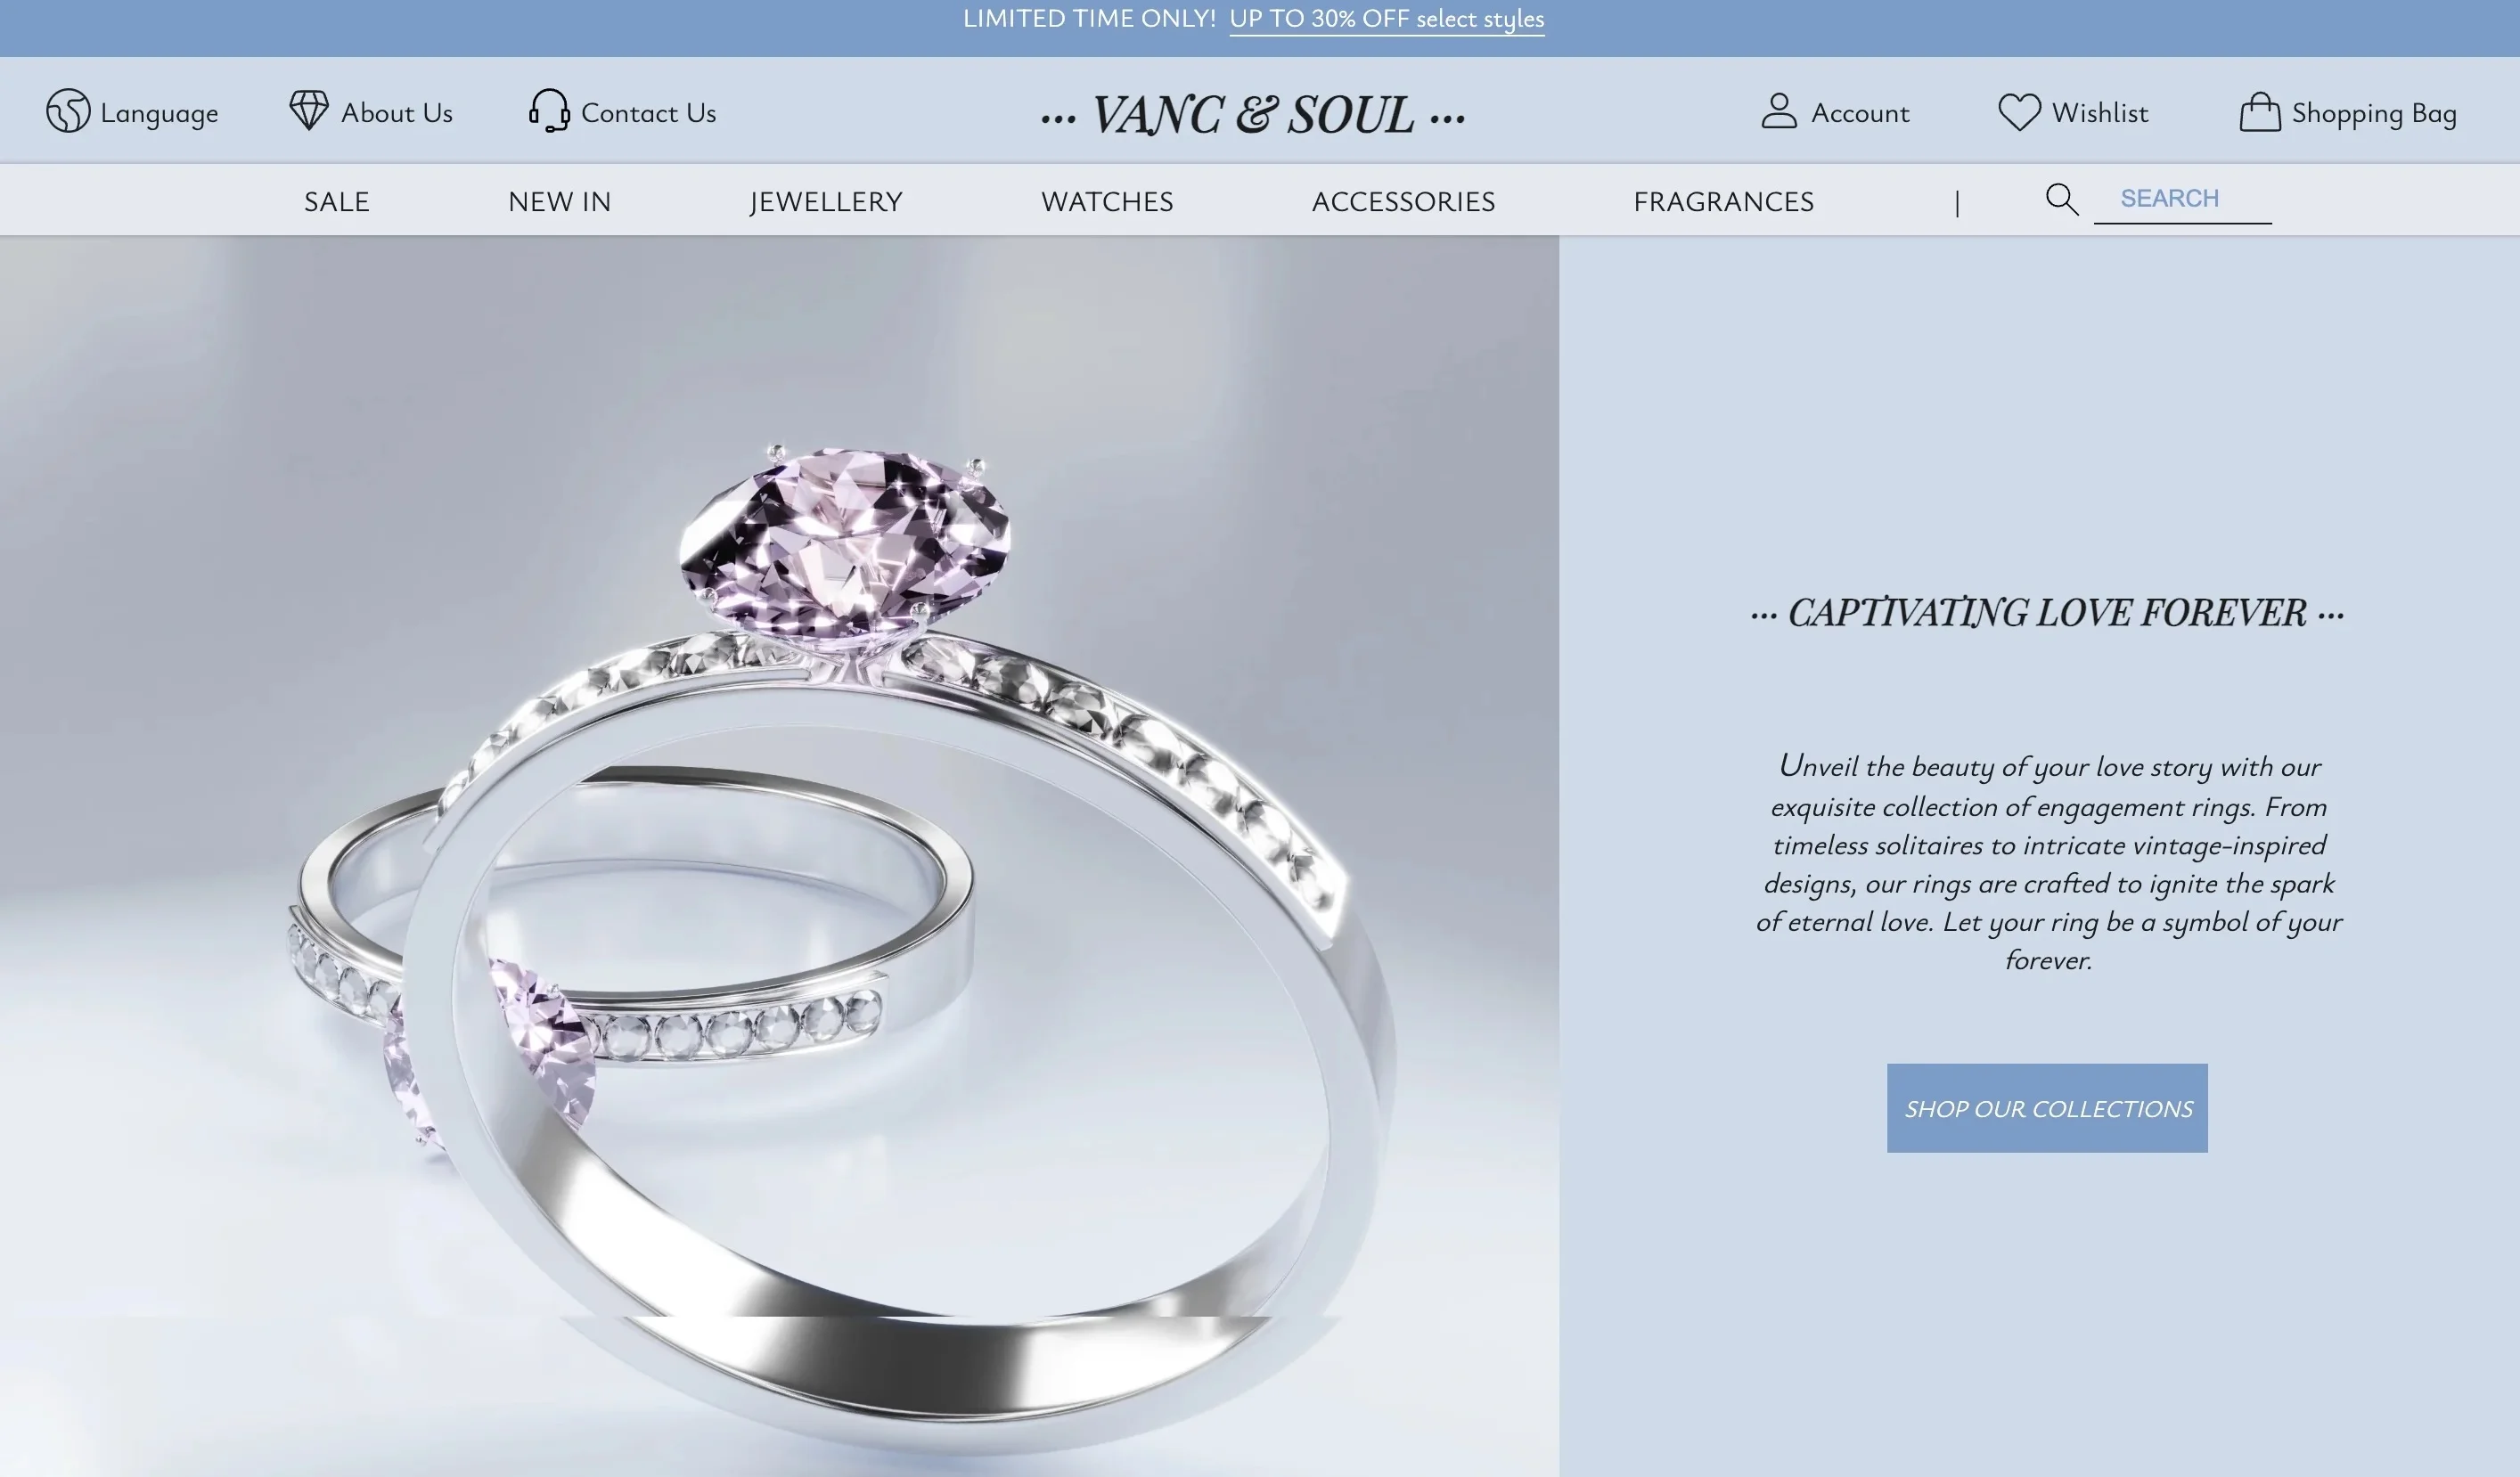 LIMITED TIME ONLY! UP TO 30% OFF select styles
Language About Us Contact Us ··· VANC & SOUL ··· Account Wishlist Shopping Bag
SALE NEW IN JEWELLERY WATCHES ACCESSORIES FRAGRANCES | SEARCH
··· CAPTIVATING LOVE FOREVER ···
Unveil the beauty of your love story with our
exquisite collection of engagement rings. From
timeless solitaires to intricate vintage-inspired
designs, our rings are crafted to ignite the spark
of eternal love. Let your ring be a symbol of your
forever.
SHOP OUR COLLECTIONS